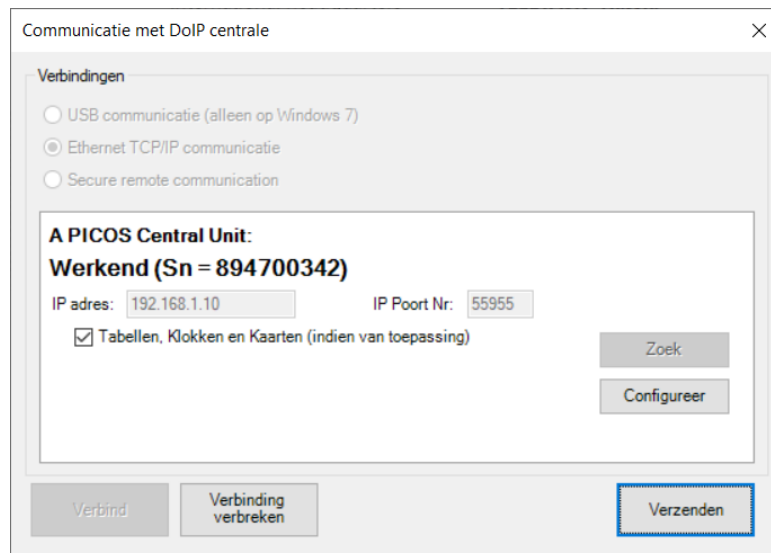 Communicatie met DoIP centrale
Verbindingen
USB communicatie (alleen op Windows 7)
Ethernet TCP/IP communicatie
Secure remote communication
A PICOS Central Unit:
Werkend (Sn = 894700342)
IP adres: 192.168.1.10 IP Poort Nr: 55955
Tabellen, Klokken en Kaarten (indien van toepassing)
Zoek
Configureer
Verbind
Verbinding
verbreken
Verzenden